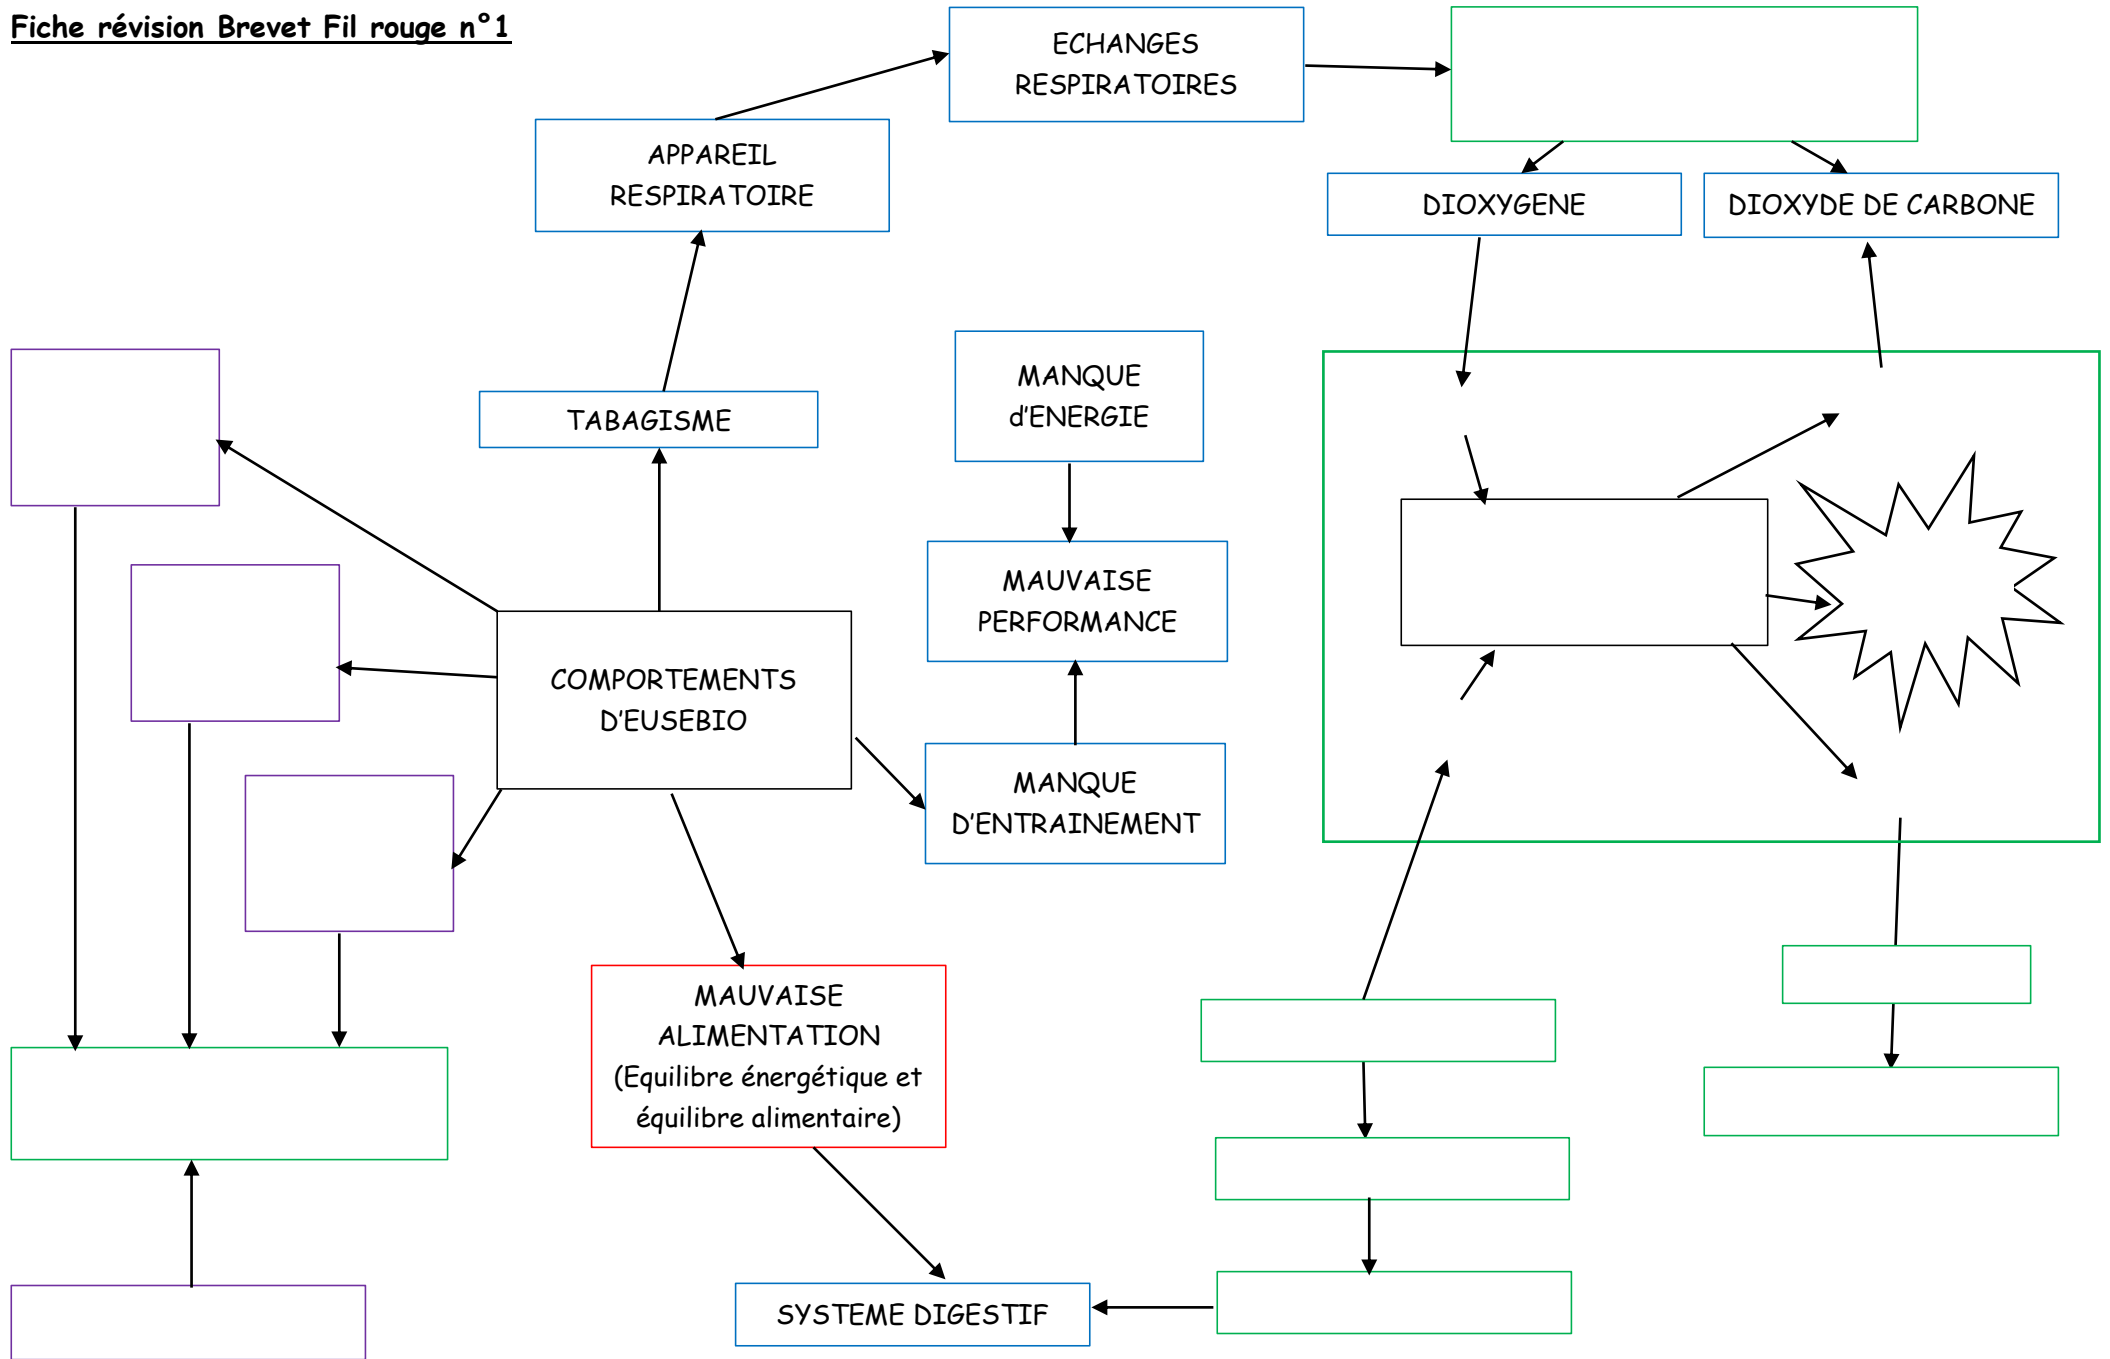 Fiche révision Brevet Fil rouge n°1
ECHANGES
RESPIRATOIRES
APPAREIL
RESPIRATOIRE
DIOXYGENE
DIOXYDE DE CARBONE
MANQUE
d'ENERGIE
TABAGISME
MAUVAISE
PERFORMANCE
COMPORTEMENTS
D'EUSEBIO
MANQUE
D'ENTRAINEMENT
MAUVAISE
ALIMENTATION
(Equilibre énergétique et
équilibre alimentaire)
SYSTEME DIGESTIF